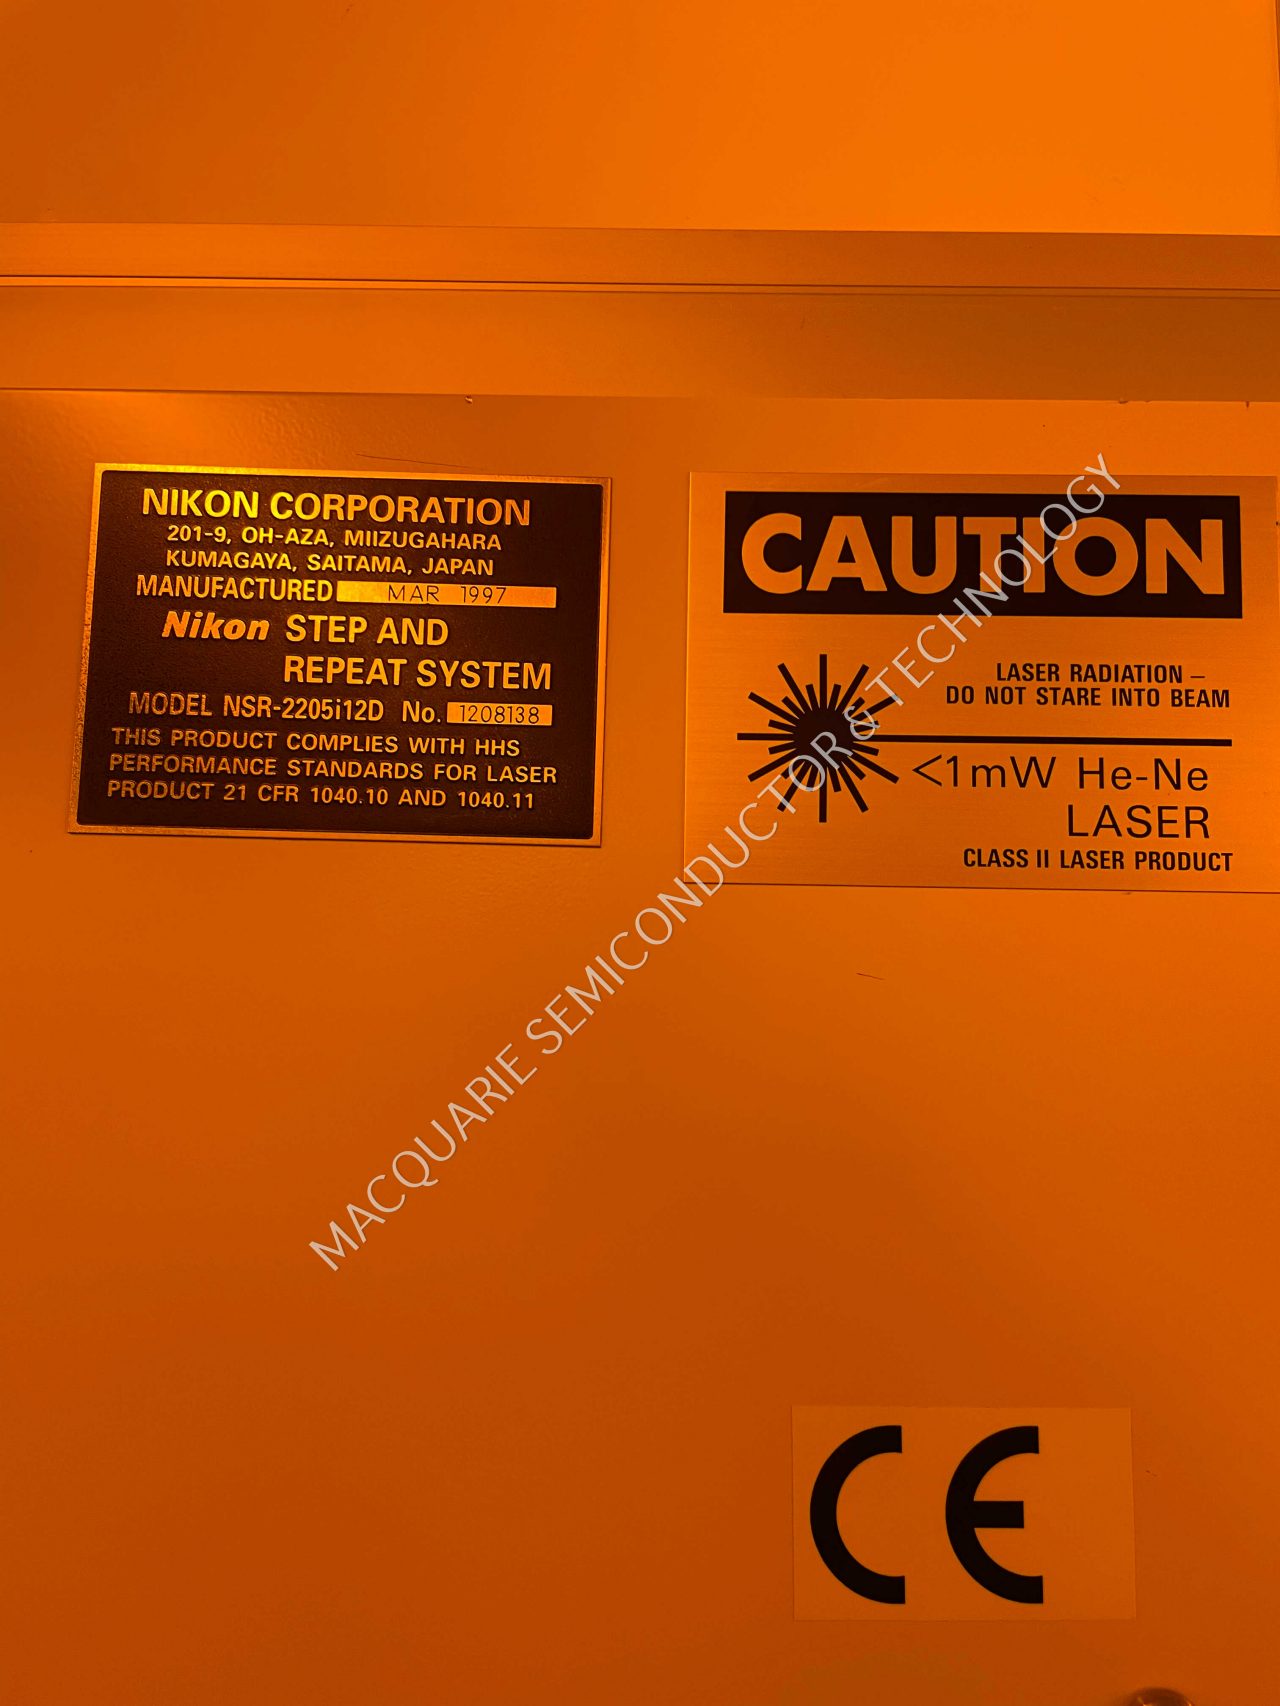 NIKON CORPORATION
201-9, OH-AZA, MIIZUGAHARA
KUMAGAYA, SAITAMA, JAPAN
MANUFACTURED MAR 1997
Nikon STEP AND
REPEAT SYSTEM
MODEL NSR-2205i12D No. 1208138
THIS PRODUCT COMPLIES WITH HHS
PERFORMANCE STANDARDS FOR LASER
PRODUCT 21 CFR 1040.10 AND 1040.11
CAUTION
LASER RADIATION –
DO NOT STARE INTO BEAM
<1mW He-Ne
LASER
CLASS II LASER PRODUCT
MACQUARIE SEMICONDUCTOR & TECHNOLOGY
CE